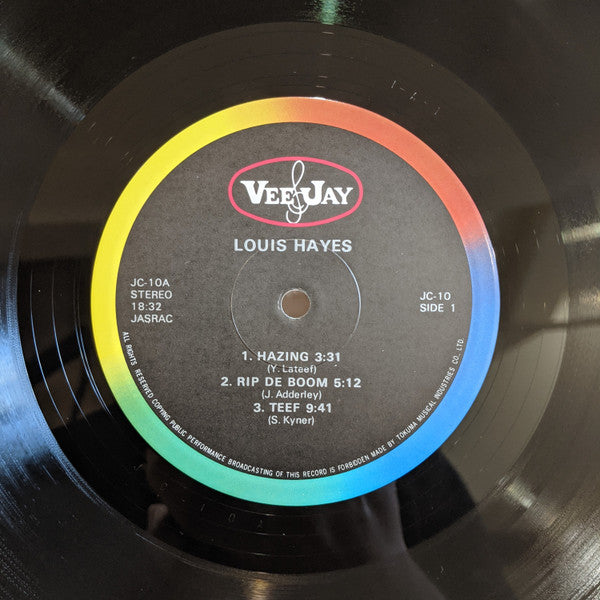 VEE JAY
LOUIS HAYES
JC-10A
STEREO
18:32
JASRAC
JC-10
SIDE 1
1. HAZING 3:31
(Y. Lateef)
2. RIP DE BOOM 5:12
(J. Adderley)
3. TEEF 9:41
(S. Kyner)
ALL RIGHTS RESERVED COPYING PUBLIC PERFORMANCE BROADCASTING OF THIS RECORD IS FORBIDDEN MADE BY TOKUMA MUSICAL INDUSTRIES CO., LTD.
1-A-1